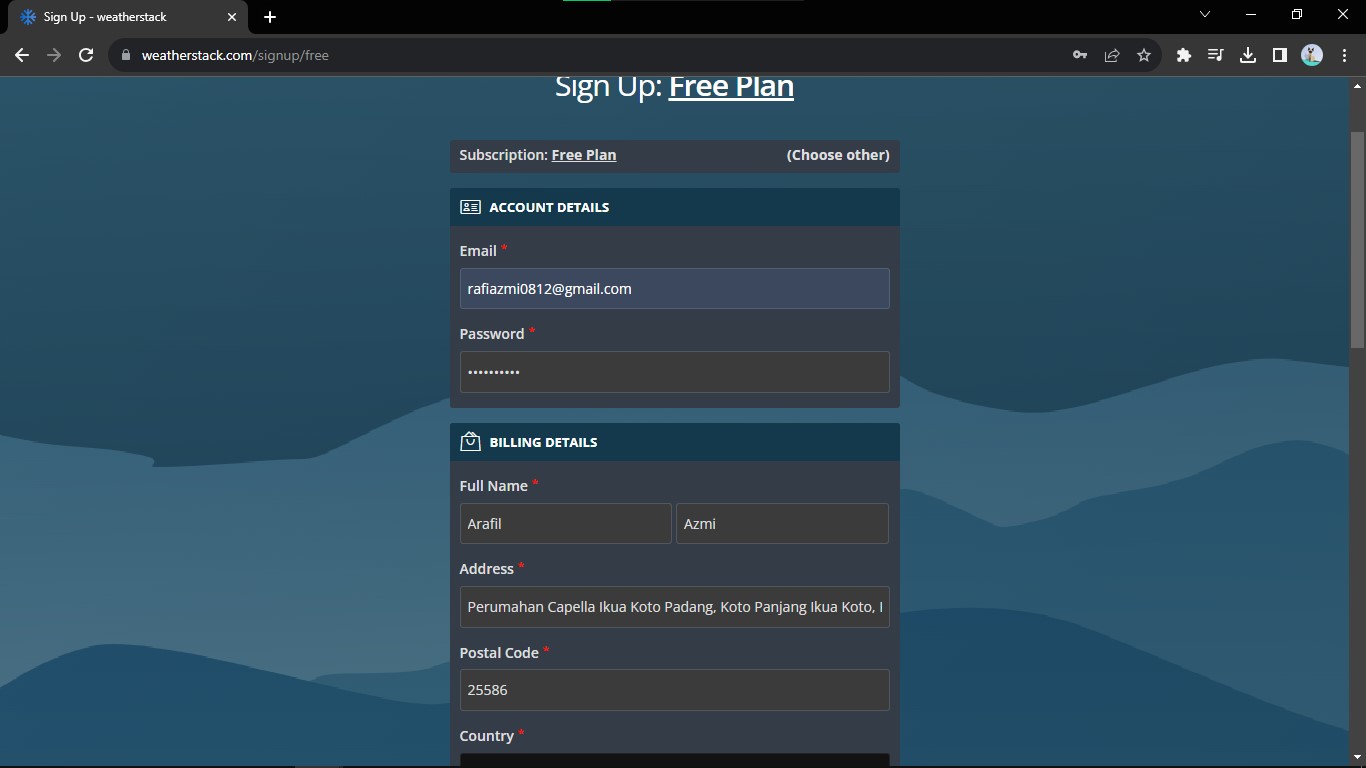 Sign Up - weatherstack
weatherstack.com/signup/free
Sign Up: Free Plan
Subscription: Free Plan (Choose other)
ACCOUNT DETAILS
Email *
rafiazmi0812@gmail.com
Password *
••••••••••
BILLING DETAILS
Full Name *
Arafil Azmi
Address *
Perumahan Capella Ikua Koto Padang, Koto Panjang Ikua Koto,
Postal Code *
25586
Country *